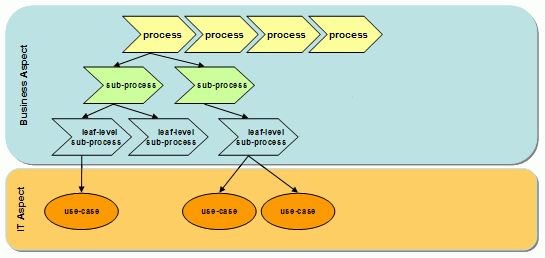 Business Aspect
process process process process
sub-process sub-process
leaf-level leaf-level leaf-level
sub-process sub-process sub-process
IT Aspect
use-case use-case use-case